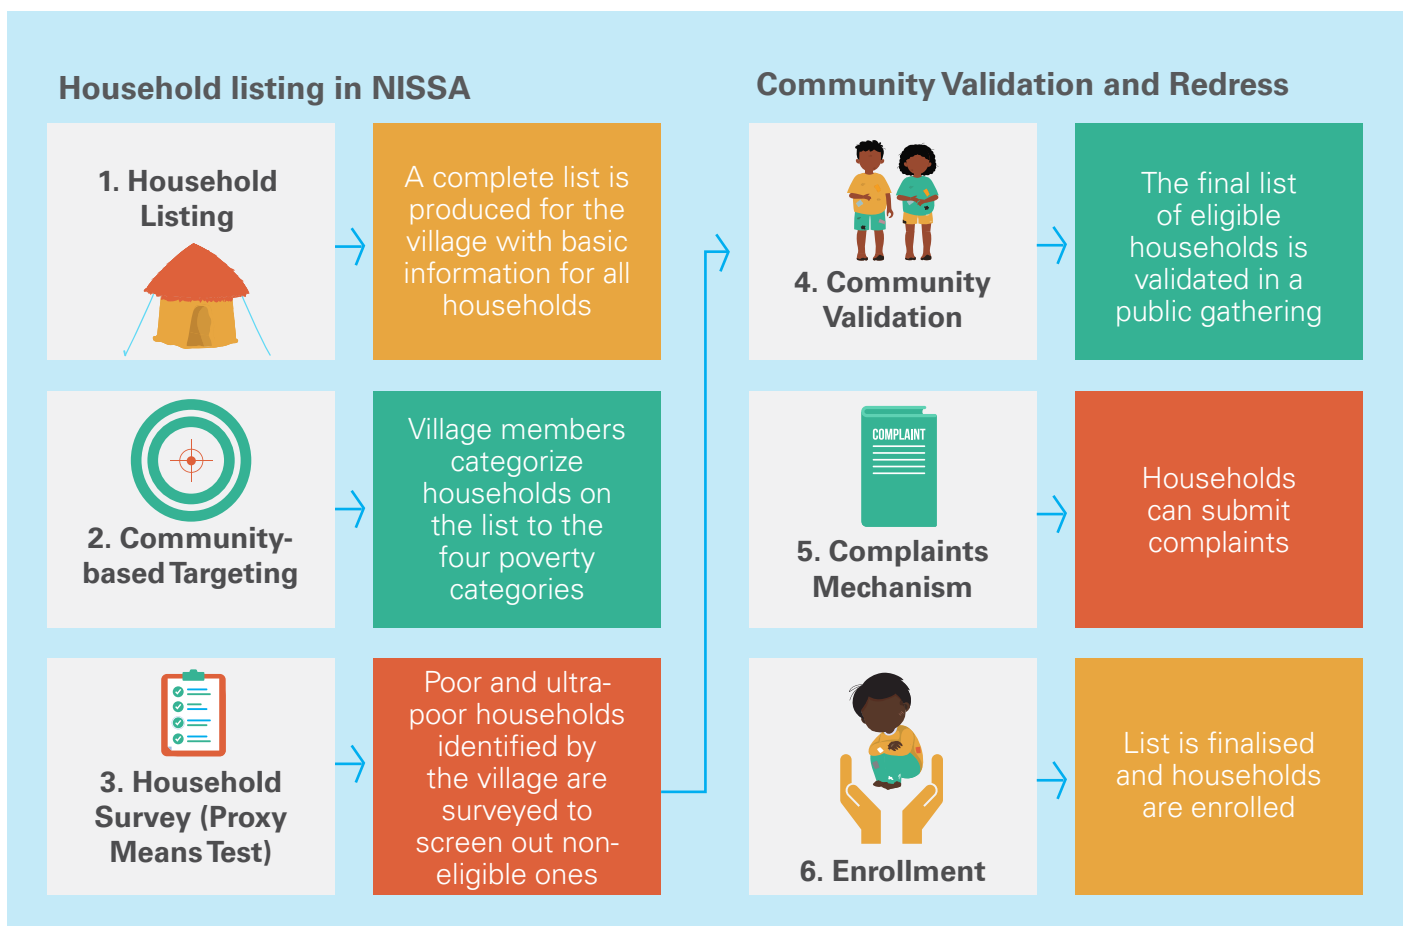 Household listing in NISSA
1. Household
Listing
A complete list is
produced for the
village with basic
information for all
households
2. Community-
based Targeting
Village members
categorize
households on
the list to the
four poverty
categories
3. Household
Survey (Proxy
Means Test)
Poor and ultra-
poor households
identified by
the village are
surveyed to
screen out non-
eligible ones
Community Validation and Redress
4. Community
Validation
The final list
of eligible
households is
validated in a
public gathering
COMPLAINT
5. Complaints
Mechanism
Households
can submit
complaints
6. Enrollment
List is finalised
and households
are enrolled